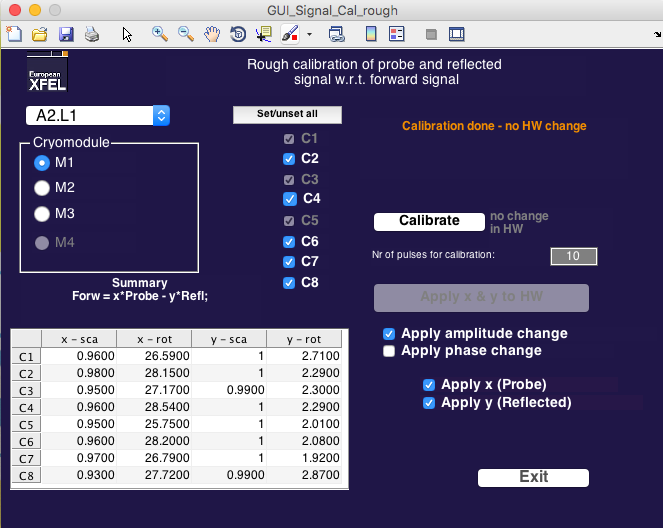 GUI_Signal_Cal_rough
European
XFEL
Rough calibration of probe and reflected
signal w.r.t. forward signal
A2.L1
Set/unset all
Calibration done - no HW change
Cryomodule
M1
M2
M3
M4
C1
C2
C3
C4
C5
C6
C7
C8
Calibrate
no change
in HW
Nr of pulses for calibration:
10
Summary
Forw = x*Probe - y*Refl;
Apply x & y to HW
Apply amplitude change
Apply phase change
Apply x (Probe)
Apply y (Reflected)
x - sca x - rot y - sca y - rot
C1 0.9600 26.5900 1 2.7100
C2 0.9800 28.1500 1 2.2900
C3 0.9500 27.1700 0.9900 2.3000
C4 0.9600 28.5400 1 2.2900
C5 0.9500 25.7500 1 2.0100
C6 0.9600 28.2000 1 2.0800
C7 0.9700 26.7900 1 1.9200
C8 0.9300 27.7200 0.9900 2.8700
Exit